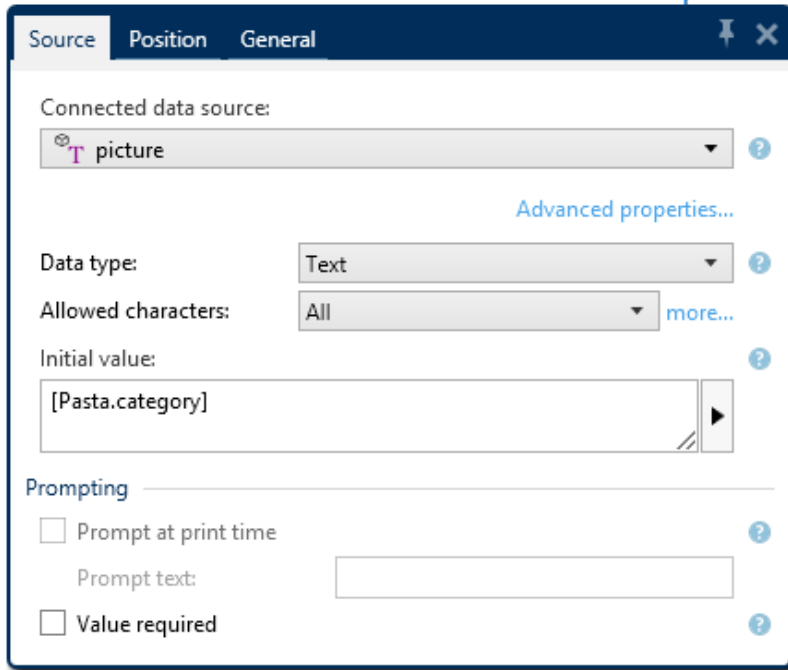 Source Position General
Connected data source:
T picture
Advanced properties...
Data type: Text
Allowed characters: All more...
Initial value:
[Pasta.category]
Prompting
Prompt at print time
Prompt text:
Value required